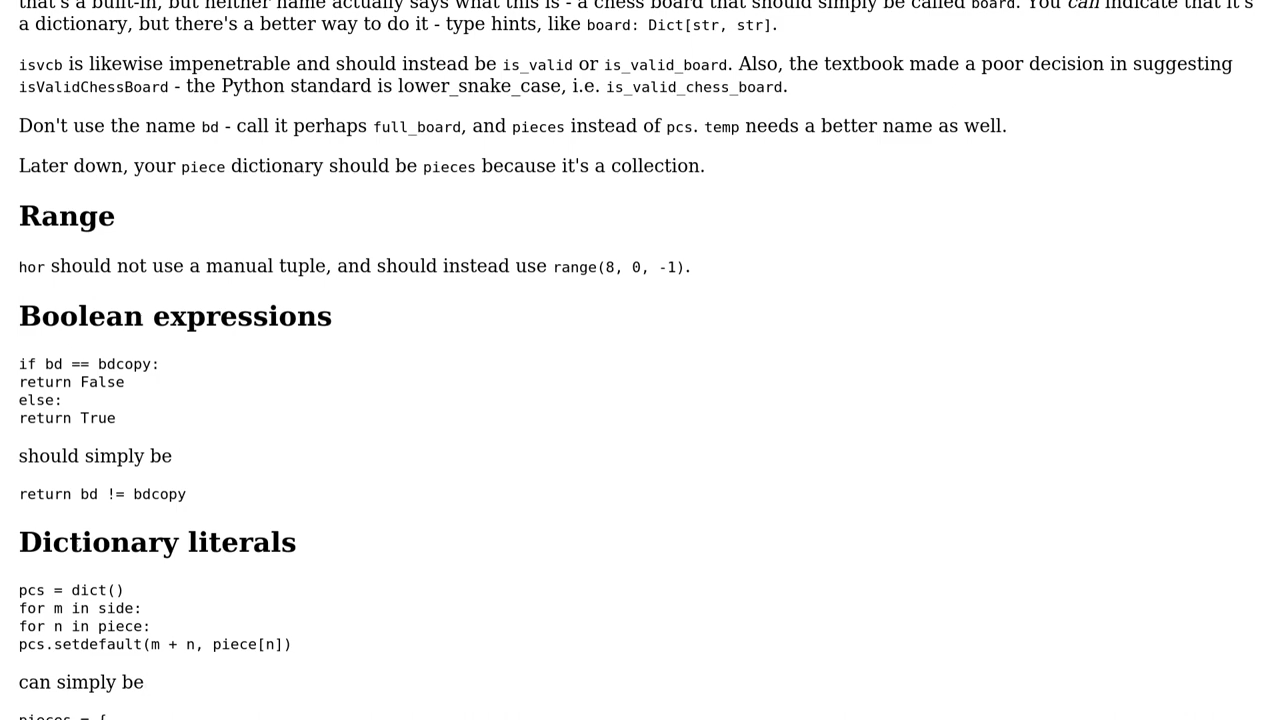 that's a built-in, but neither name actually says what this is - a chess board that should simply be called board. You can indicate that it's
a dictionary, but there's a better way to do it - type hints, like board: Dict[str, str].
isvcb is likewise impenetrable and should instead be is_valid or is_valid_board. Also, the textbook made a poor decision in suggesting
isValidChessBoard - the Python standard is lower_snake_case, i.e. is_valid_chess_board.
Don't use the name bd - call it perhaps full_board, and pieces instead of pcs. temp needs a better name as well.
Later down, your piece dictionary should be pieces because it's a collection.
Range
hor should not use a manual tuple, and should instead use range(8, 0, -1).
Boolean expressions
if bd == bdcopy:
return False
else:
return True
should simply be
return bd != bdcopy
Dictionary literals
pcs = dict()
for m in side:
for n in piece:
pcs.setdefault(m + n, piece[n])
can simply be
pieces = {